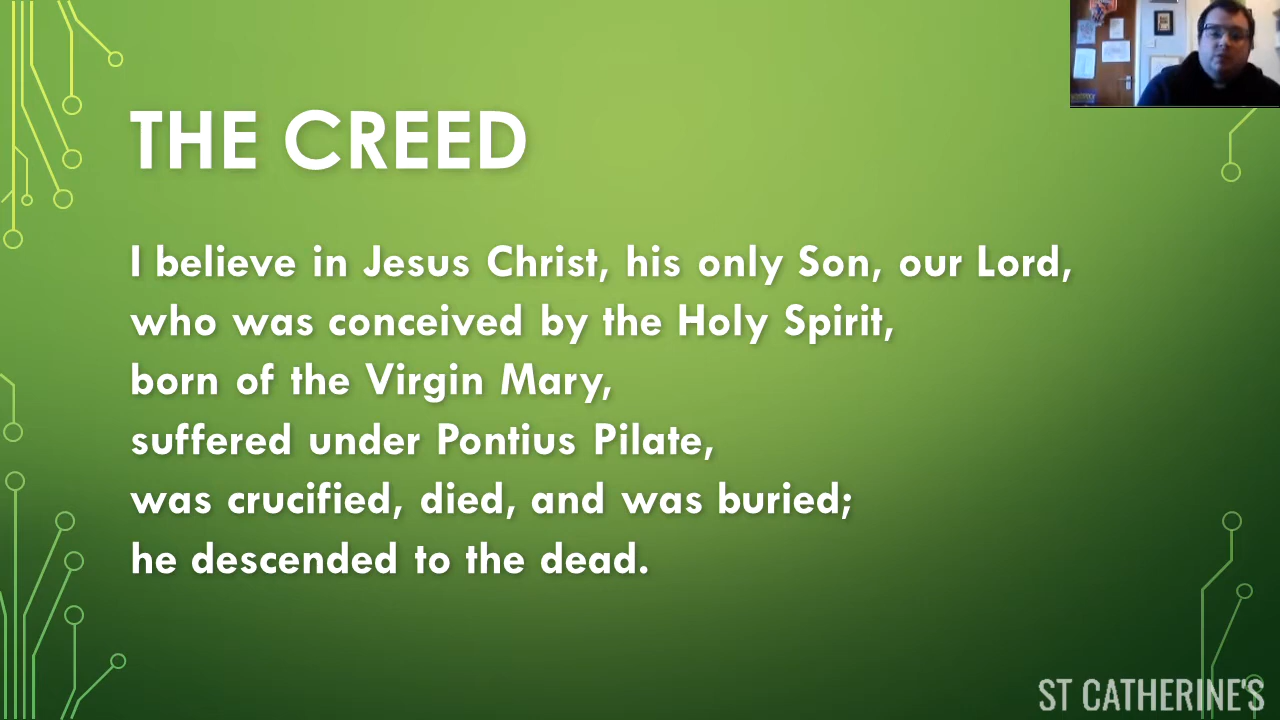 THE CREED
I believe in Jesus Christ, his only Son, our Lord,
who was conceived by the Holy Spirit,
born of the Virgin Mary,
suffered under Pontius Pilate,
was crucified, died, and was buried;
he descended to the dead.
ST CATHERINE'S